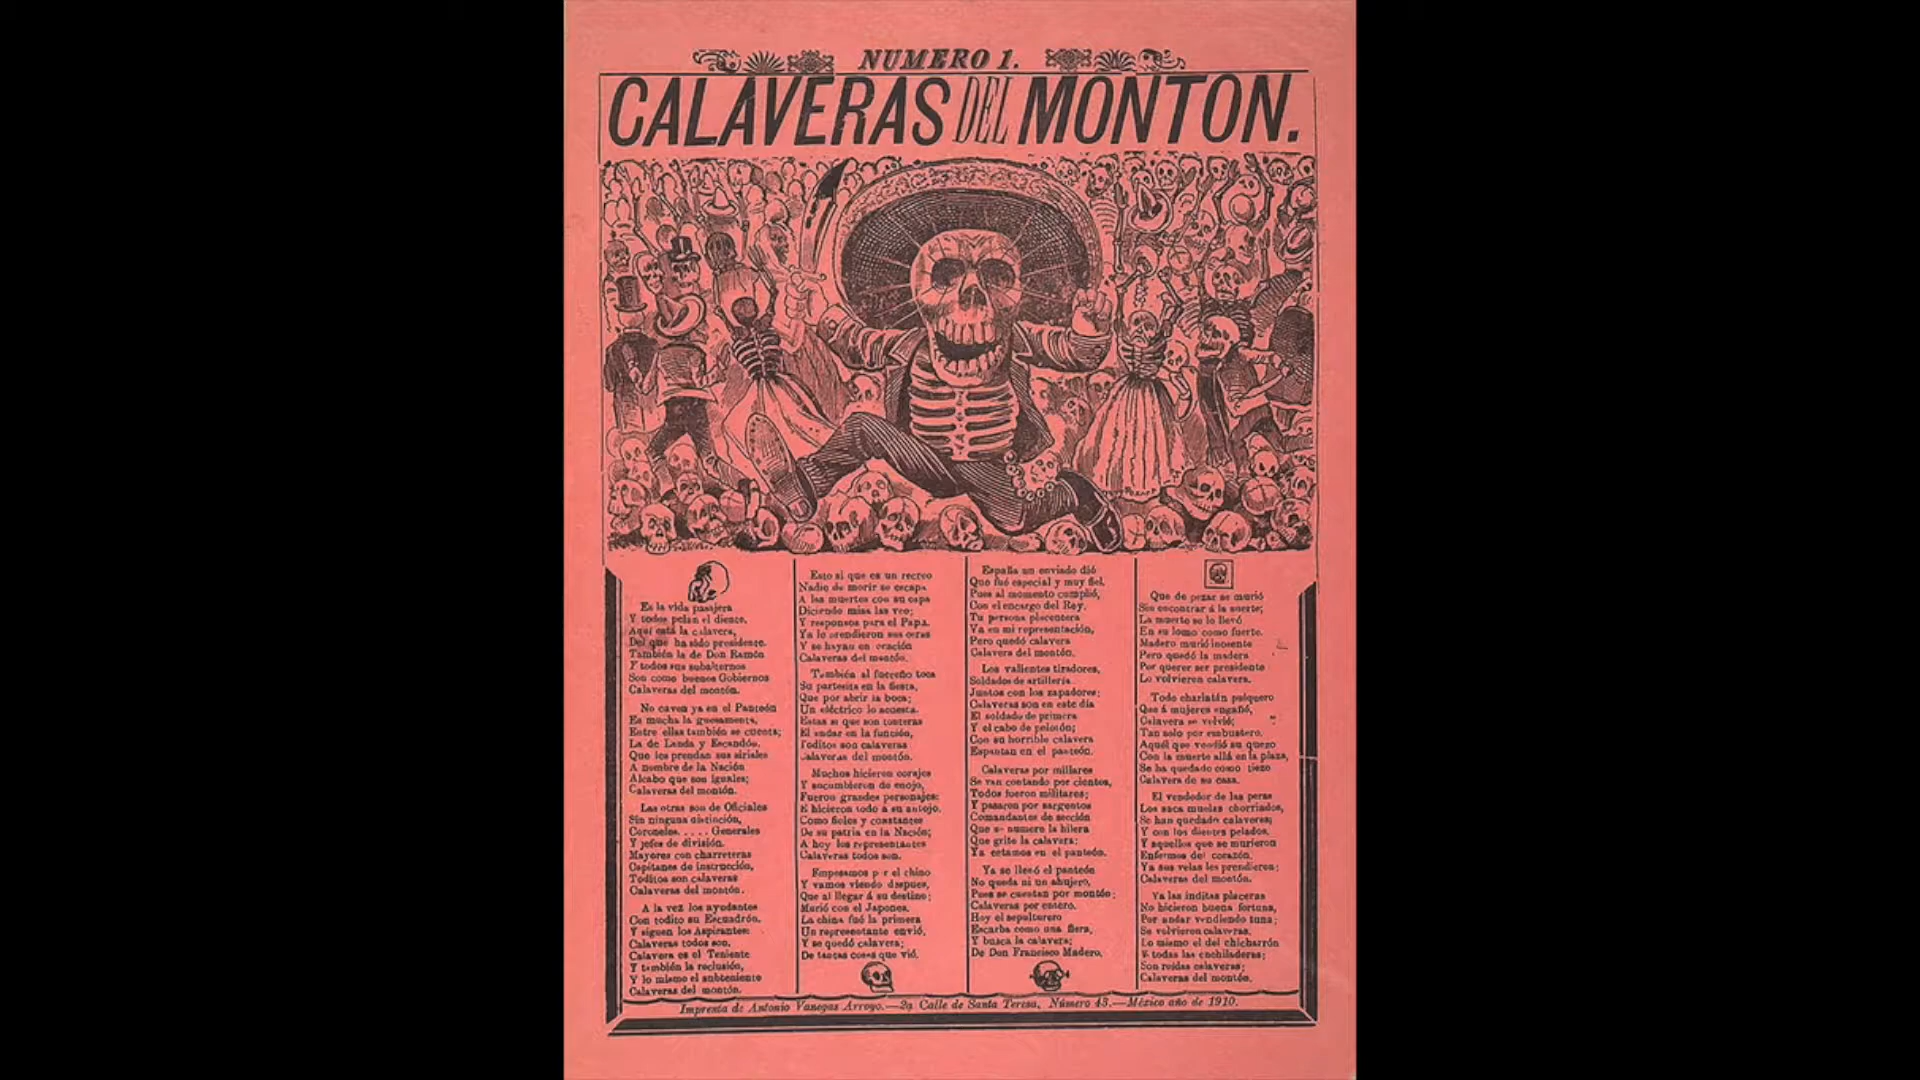 NUMERO 1.
CALAVERAS DEL MONTON.
Es la vida pasajera
Y todos pelan el diente,
Aquí está la calavera,
Del que ha sido presidente.
También la de Don Ramón
Y todos sus subalternos
Son como buenos Gobiernos
Calaveras del montón.
No caven ya en el Panteón
Es mucha la guesamenta,
Entre ellas también se cuenta;
La de Landa y Escandón.
Que les prendan sus siriales
A nombre de la Nación
Alcabo que son iguales;
Calaveras del montón.
Las otras son de Oficiales
Sin ninguna distinción,
Coroneles..... Generales
Y jefes de división.
Mayores con charreteras
Capitanes de instrucción,
Toditos son calaveras
Calaveras del montón.
A la vez los ayudantes
Con todito su Escuadrón.
Y siguen los Aspirantes:
Calaveras todos son.
Calavera es el Teniente
Y también la reclusión,
Y lo mismo el subteniente
Calaveras del montón.
Esto si que es un recreo
Nadie de morir se escapa
A las muertes con su capa
Diciendo misa las veo;
Y responsos para el Papa.
Ya le prendieron sus ceras
Y se hayan en oración
Calaveras del montón.
También al fuereño toca
Su partecita en la fiesta,
Que por abrir la boca;
Un eléctrico lo acuesta.
Estas si que son tonteras
El andar en la función,
Toditos son calaveras
Calaveras del montón.
Muchos hicieron corajes
Y sucumbieron de enojo,
Fueron grandes personajes:
E hicieron todo a su antojo.
Como fieles y constantes
De su patria en la Nación;
A hoy los representantes
Calaveras todos son.
Empesamos p r el chino
Y vamos viendo despues,
Que al llegar á su destino;
Murió con el Japones.
La china fué la primera
Un representante envió,
Y se quedó calavera;
De tantas cosas que vió.
España un enviado dió
Que fué especial y muy fiel,
Pues al momento cumplió,
Con el encargo del Rey.
Tu persona placentera
Ya en mi representación,
Pero quedó calavera
Calavera del montón.
Los valientes tiradores,
Soldados de artillería.
Juntos con los zapadores;
Calaveras son en este día
El soldado de primera
Y el cabo de pelotón;
Con su horrible calavera
Espantan en el panteón.
Calaveras por millares
Se van contando por cientos,
Todos fueron militares;
Y pasaron por sargentos
Comandantes de sección
Que se numere la hilera
Que grite la calavera;
Ya estamos en el panteón.
Ya se llenó el panteón
No queda ni un ahujero,
Pues se cuentan por montón;
Calaveras por entero.
Hoy el sepulturero
Escarba como una fiera,
Y busca la calavera;
De Don Francisco Madero.
Que de pezar se murió
Sin encontrar á la suerte;
La muerte se lo llevó
En su lomo como fuerte.
Madero murió inosente
Pero quedó la madera
Por querer ser presidente
Lo volvieron calavera.
Todo charlatán
Que á mujeres engañó,
Calavera se volvió;
Tan solo por embustero.
Aquél que vendió su queso
Con la muerte allá en la plaza,
Se ha quedado como tiezo
Calavera de su casa.
El vendedor de las peras
Los saca muelas chorriados,
Se han quedado calaveras;
Y con los dientes pelados.
Y aquellos que se murieron
Enfermos del corazón.
Ya sus velas les prendieron;
Calaveras del montón.
Ya las inditas placeras
No hicieron buena fortuna,
Por andar vendiendo tuna;
Se volvieron calaveras.
Lo mismo el del chicharrón
Y todas las enchiladeras;
Son roídas calaveras;
Calaveras del montón.
Imprenta de Antonio Vanegas Arroyo.—2a Calle de Santa Teresa, Número 43.—México año de 1910.